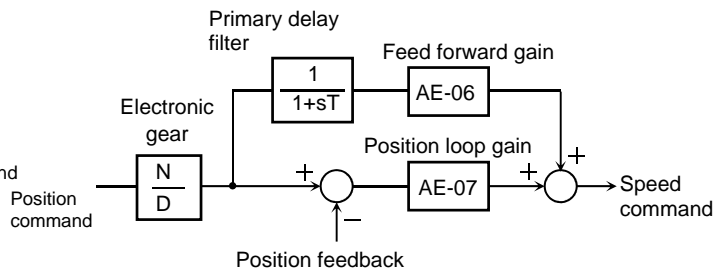 Primary delay
filter
Feed forward gain
1
1+sT
AE-06
Electronic
gear
Position loop gain
N
D
+
+
+
AE-07
Speed
command
nd
Position
command
−
Position feedback